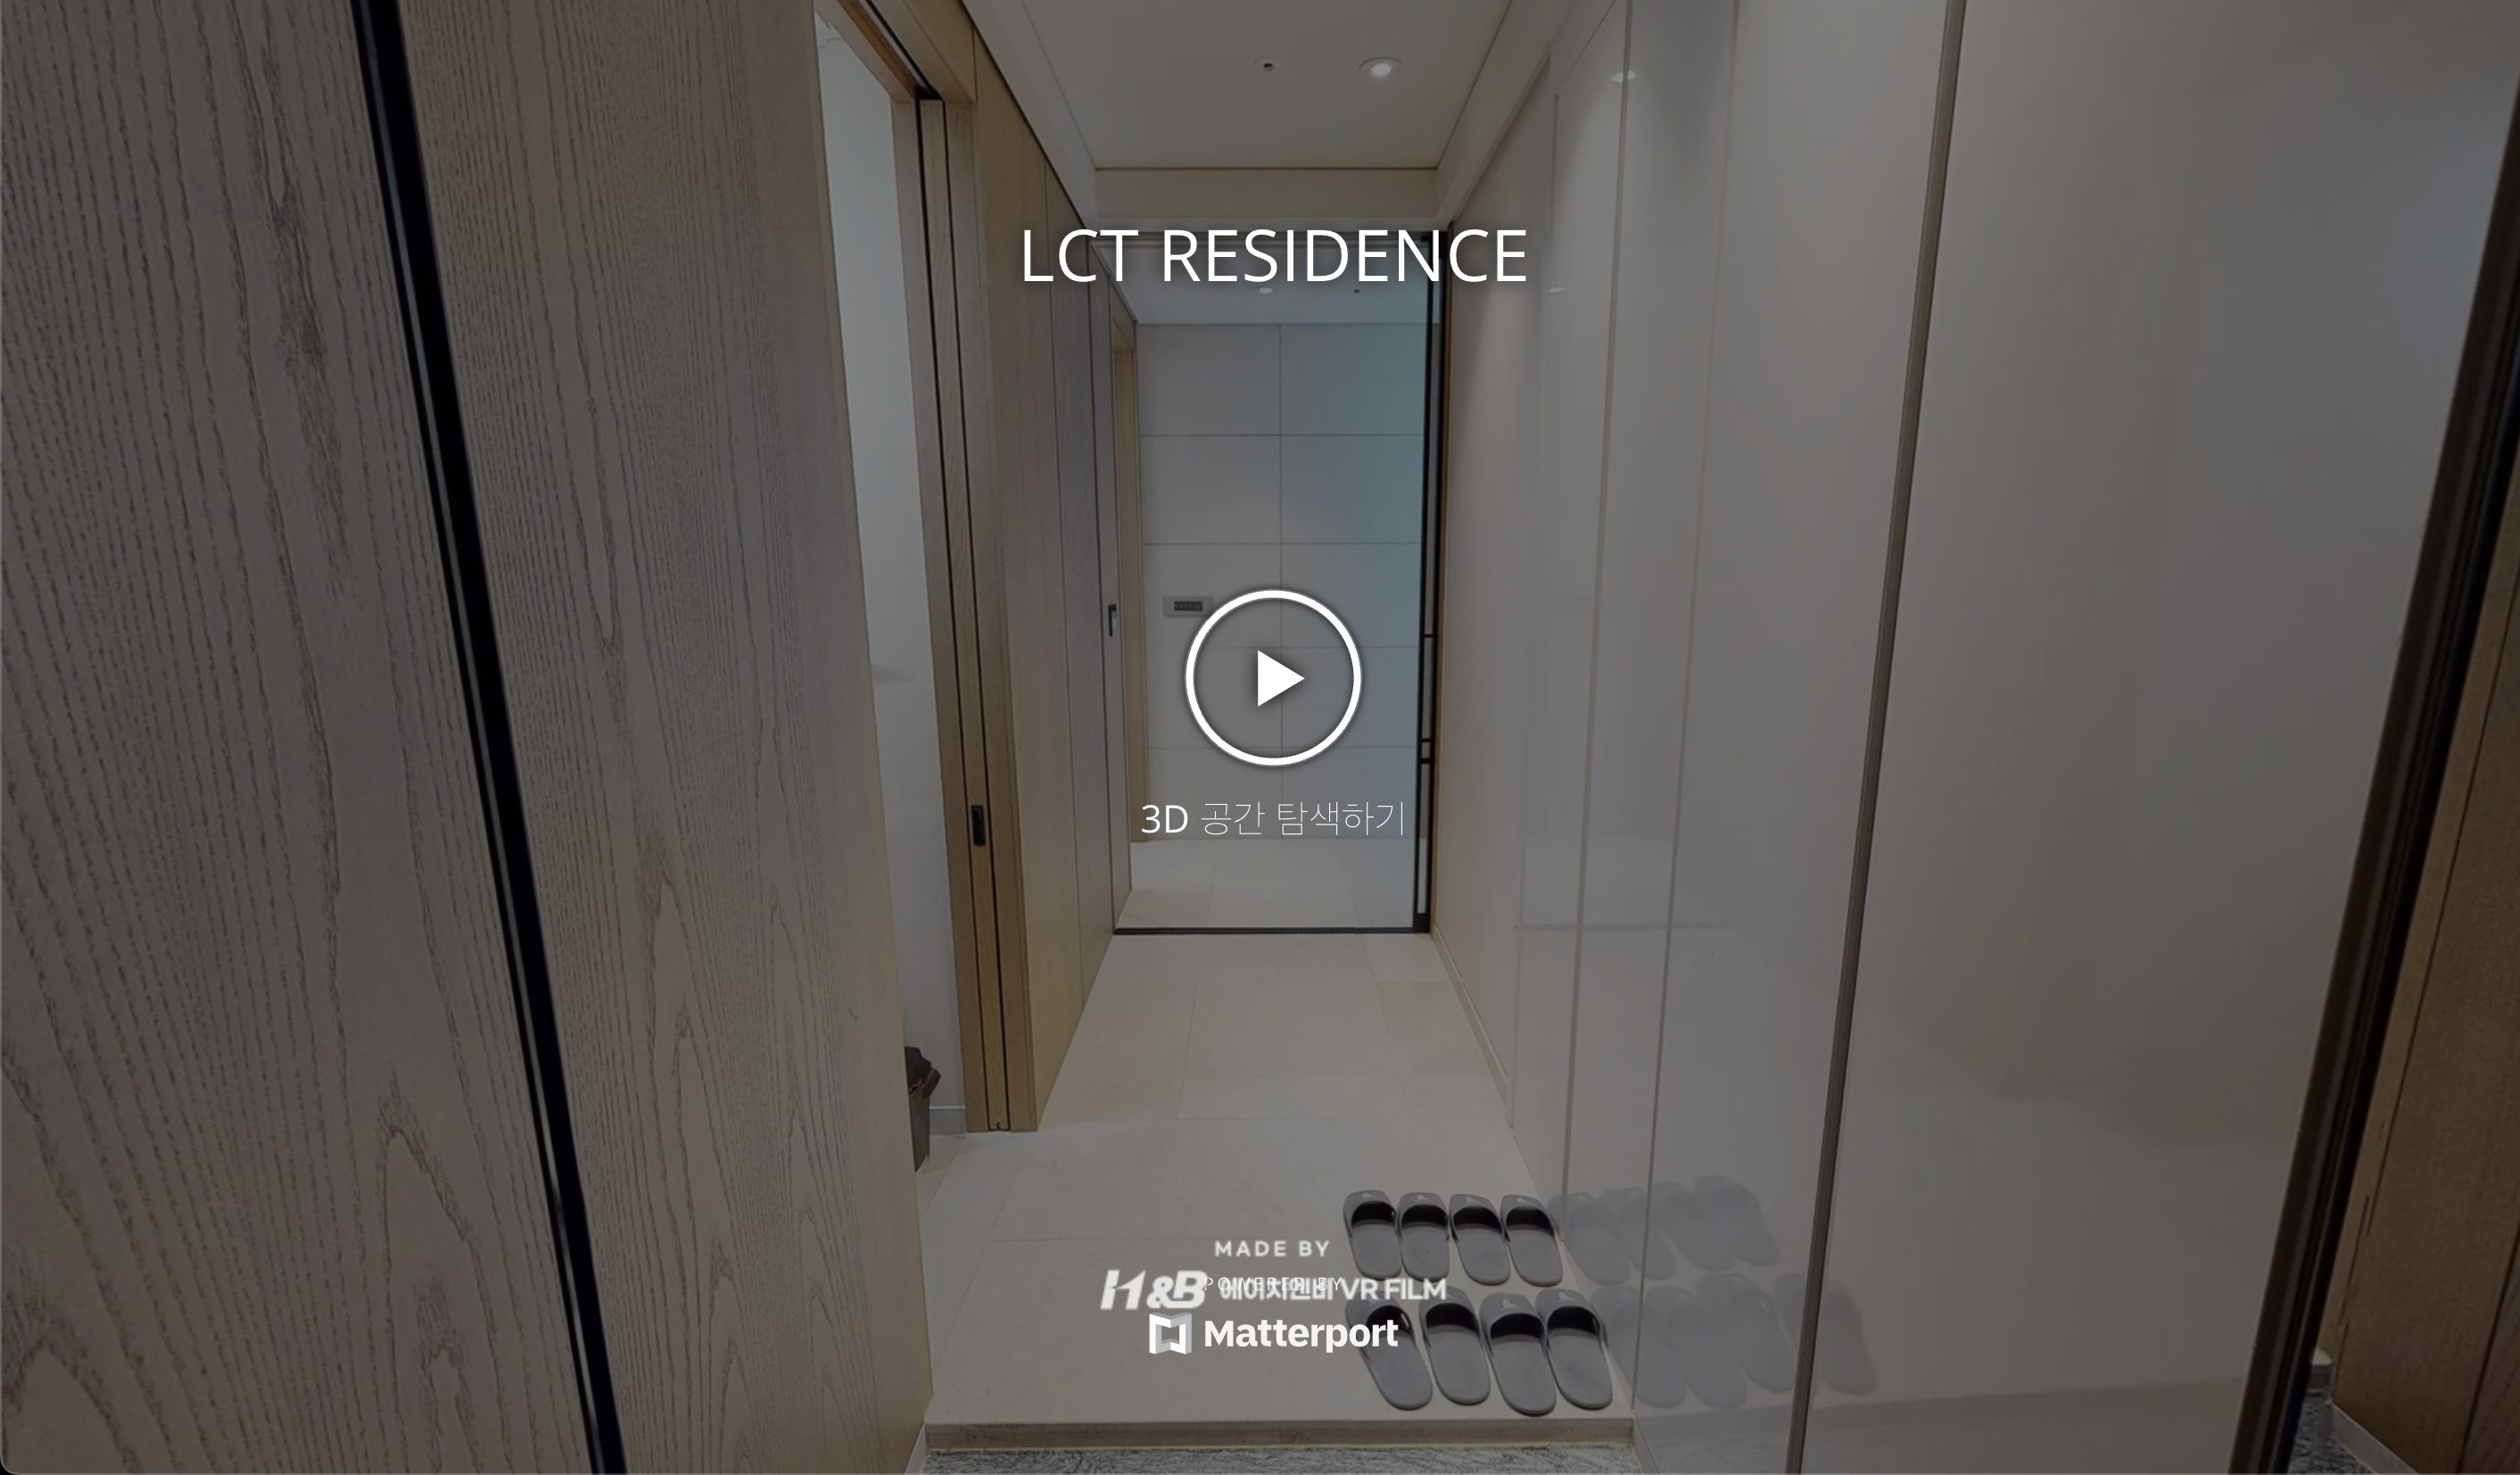 LCT RESIDENCE
3D 공간 탐색하기
MADE BY
POWERED BY
H&B 에이치앤비 VR FILM
Matterport